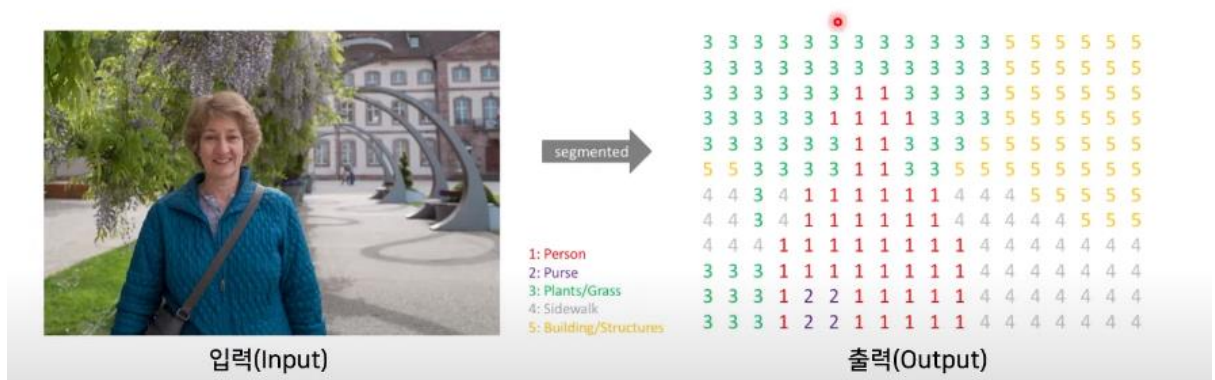 segmented
1: Person
2: Purse
3: Plants/Grass
4: Sidewalk
5: Building/Structures
3 3 3 3 3 3 3 3 3 3 3 3 5 5 5 5 5 5
3 3 3 3 3 3 3 3 3 3 3 3 5 5 5 5 5 5
3 3 3 3 3 3 1 1 3 3 3 3 5 5 5 5 5 5
3 3 3 3 3 1 1 1 1 3 3 3 5 5 5 5 5 5
3 3 3 3 3 3 1 1 3 3 3 5 5 5 5 5 5 5
5 5 3 3 3 3 1 1 3 3 5 5 5 5 5 5 5 5
4 4 3 4 1 1 1 1 1 1 4 4 4 5 5 5 5 5
4 4 3 4 1 1 1 1 1 1 4 4 4 4 4 5 5 5
4 4 4 1 1 1 1 1 1 1 1 4 4 4 4 4 4 4
3 3 3 1 1 1 1 1 1 1 1 4 4 4 4 4 4 4
3 3 3 1 2 2 1 1 1 1 1 4 4 4 4 4 4 4
3 3 3 1 2 2 1 1 1 1 1 4 4 4 4 4 4 4
입력(Input)
출력(Output)